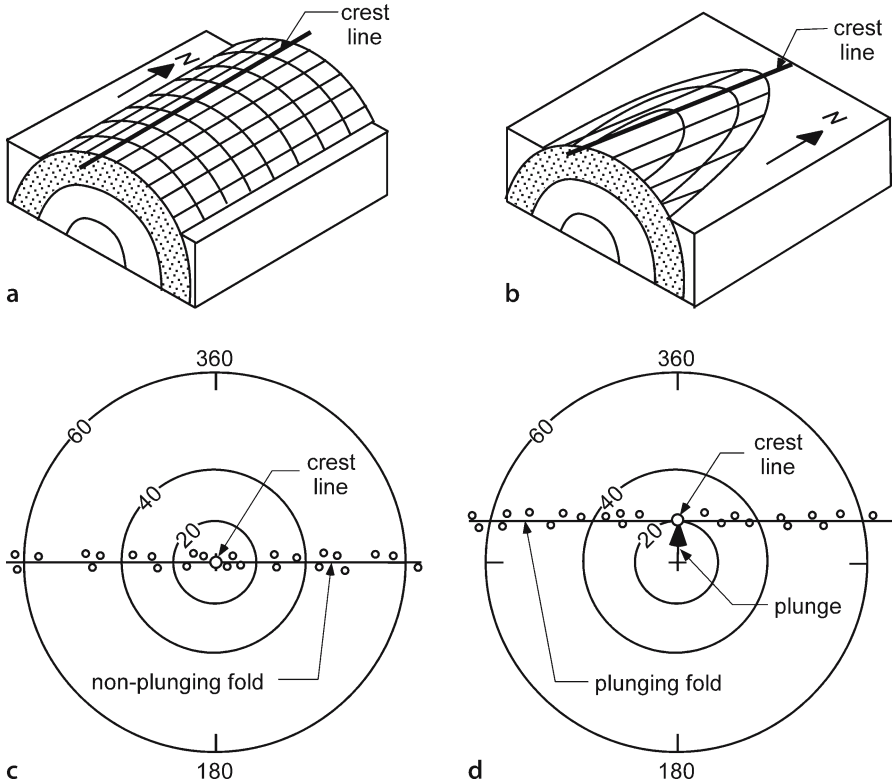 crest
line
N
a
crest
line
N
b
360
60
40
20
crest
line
non-plunging fold
180
c
360
60
40
20
crest
line
plunge
plunging fold
180
d